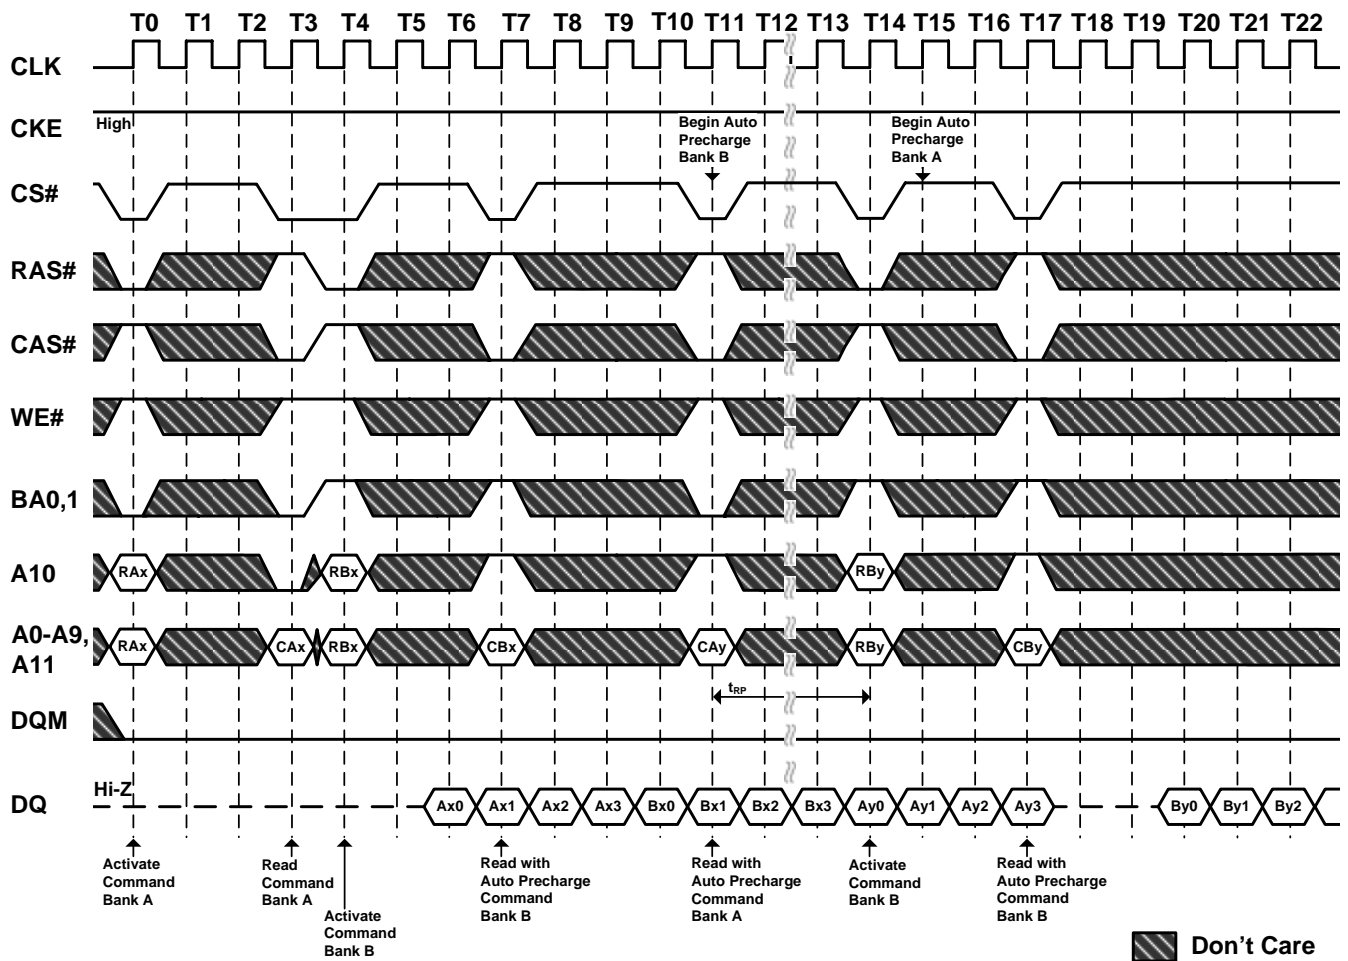 T0 T1 T2 T3 T4 T5 T6 T7 T8 T9 T10 T11 T12 T13 T14 T15 T16 T17 T18 T19 T20 T21 T22
CLK
CKE
High
Begin Auto
Precharge
Bank B
Begin Auto
Precharge
Bank A
CS#
RAS#
CAS#
WE#
BA0,1
A10
RAx RBx RBy
A0-A9,
A11
RAx CAx RBx CBx CAy RBy CBy
tRP
DQM
DQ
Hi-Z
Ax0 Ax1 Ax2 Ax3 Bx0 Bx1 Bx2 Bx3 Ay0 Ay1 Ay2 Ay3 By0 By1 By2
Activate
Command
Bank A
Read
Command
Bank A
Activate
Command
Bank B
Read with
Auto Precharge
Command
Bank B
Read with
Auto Precharge
Command
Bank A
Activate
Command
Bank B
Read with
Auto Precharge
Command
Bank B
Don't Care